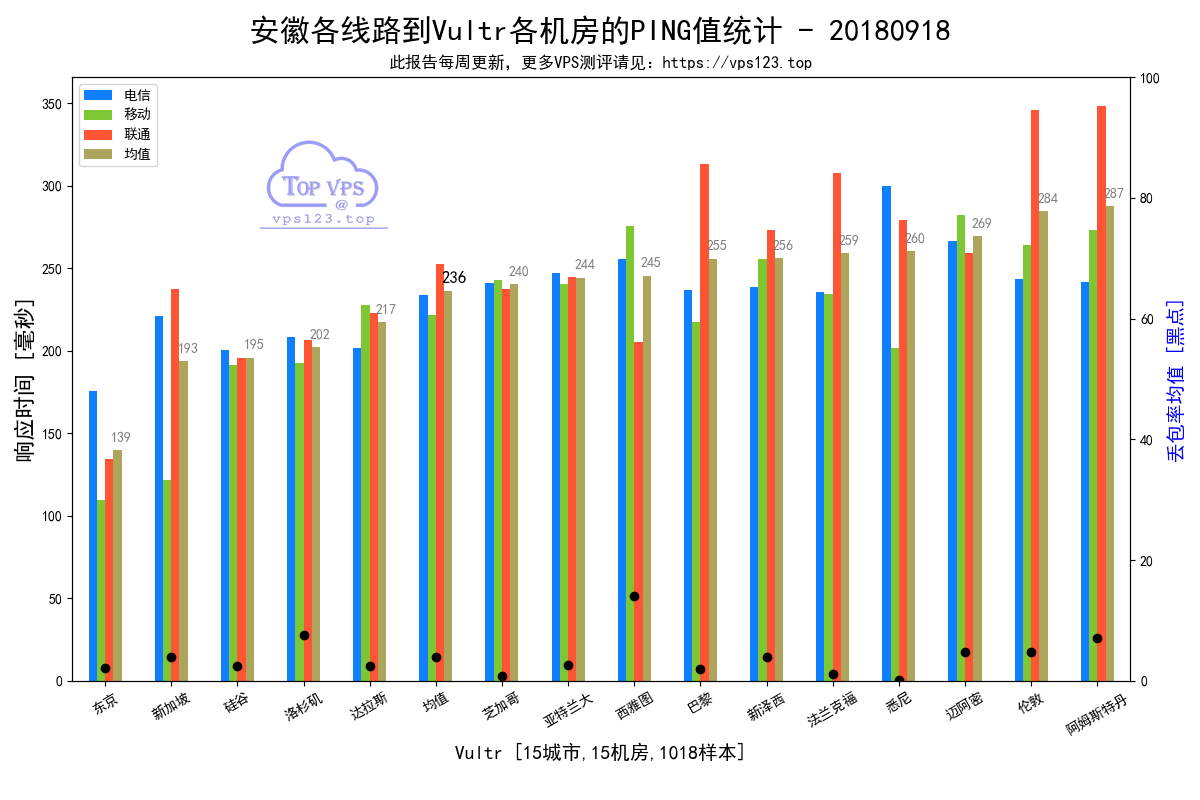 安徽各线路到Vultr各机房的PING值统计 - 20180918
此报告每周更新，更多VPS测评请见：https://vps123.top
电信
移动
联通
均值
TOP VPS
@
vps123.top
响应时间 [毫秒]
350
300
250
200
150
100
50
0
139
193
195
202
217
236
240
244
245
255
256
259
260
269
284
287
100
80
60
40
20
0
丢包率均值 [黑点]
东京
新加坡
硅谷
洛杉矶
达拉斯
均值
芝加哥
亚特兰大
西雅图
巴黎
新泽西
法兰克福
悉尼
迈阿密
伦敦
阿姆斯特丹
Vultr [15城市,15机房,1018样本]